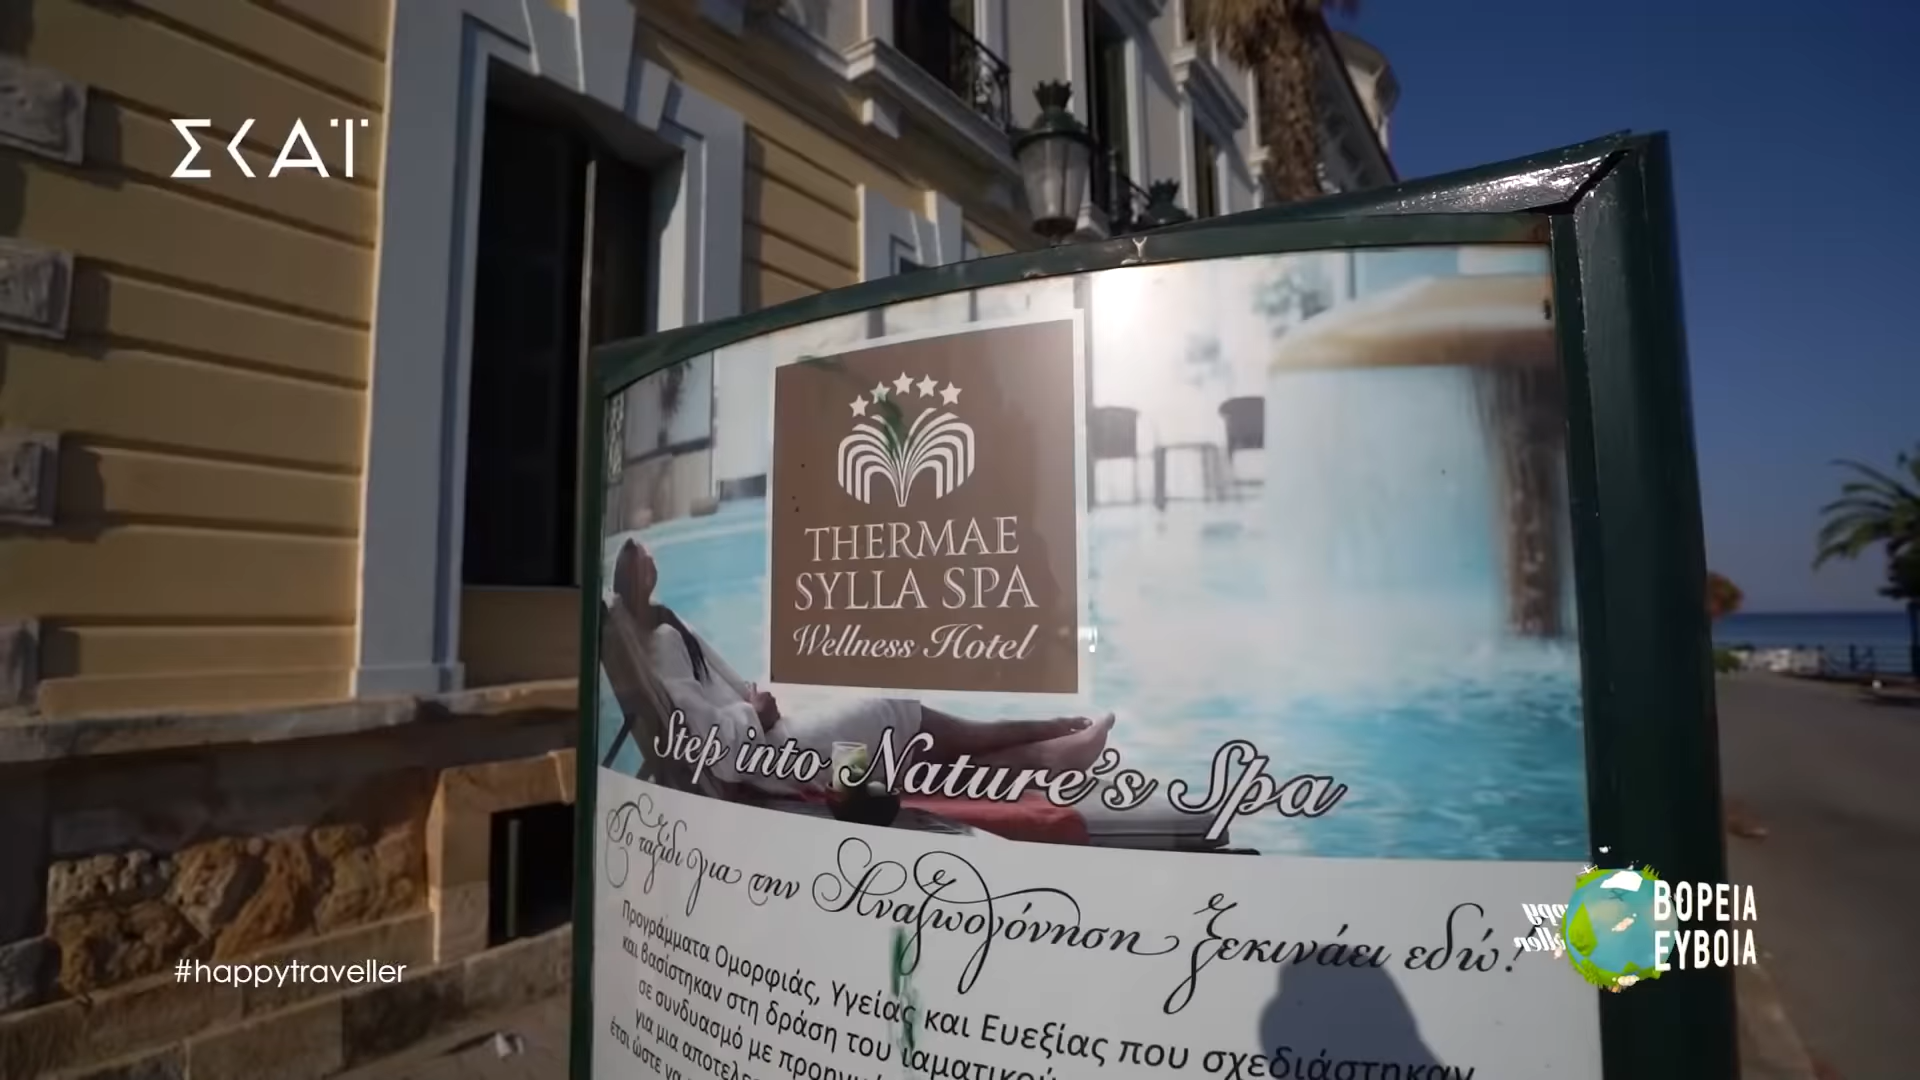 ΣΚΑΪ
THERMAE
SYLLA SPA
Wellness Hotel
Step into Nature's Spa
Το ταξίδι για την Αναζωογόνηση ξεκινάει εδώ!
Προγράμματα Ομορφιάς, Υγείας και Ευεξίας που σχεδιάστηκαν
και βασίστηκαν στη δράση του ιαματικού
σε συνδυασμό με
για μια
έτσι ώστε να
#happytraveller
ΒΟΡΕΙΑ
ΕΥΒΟΙΑ